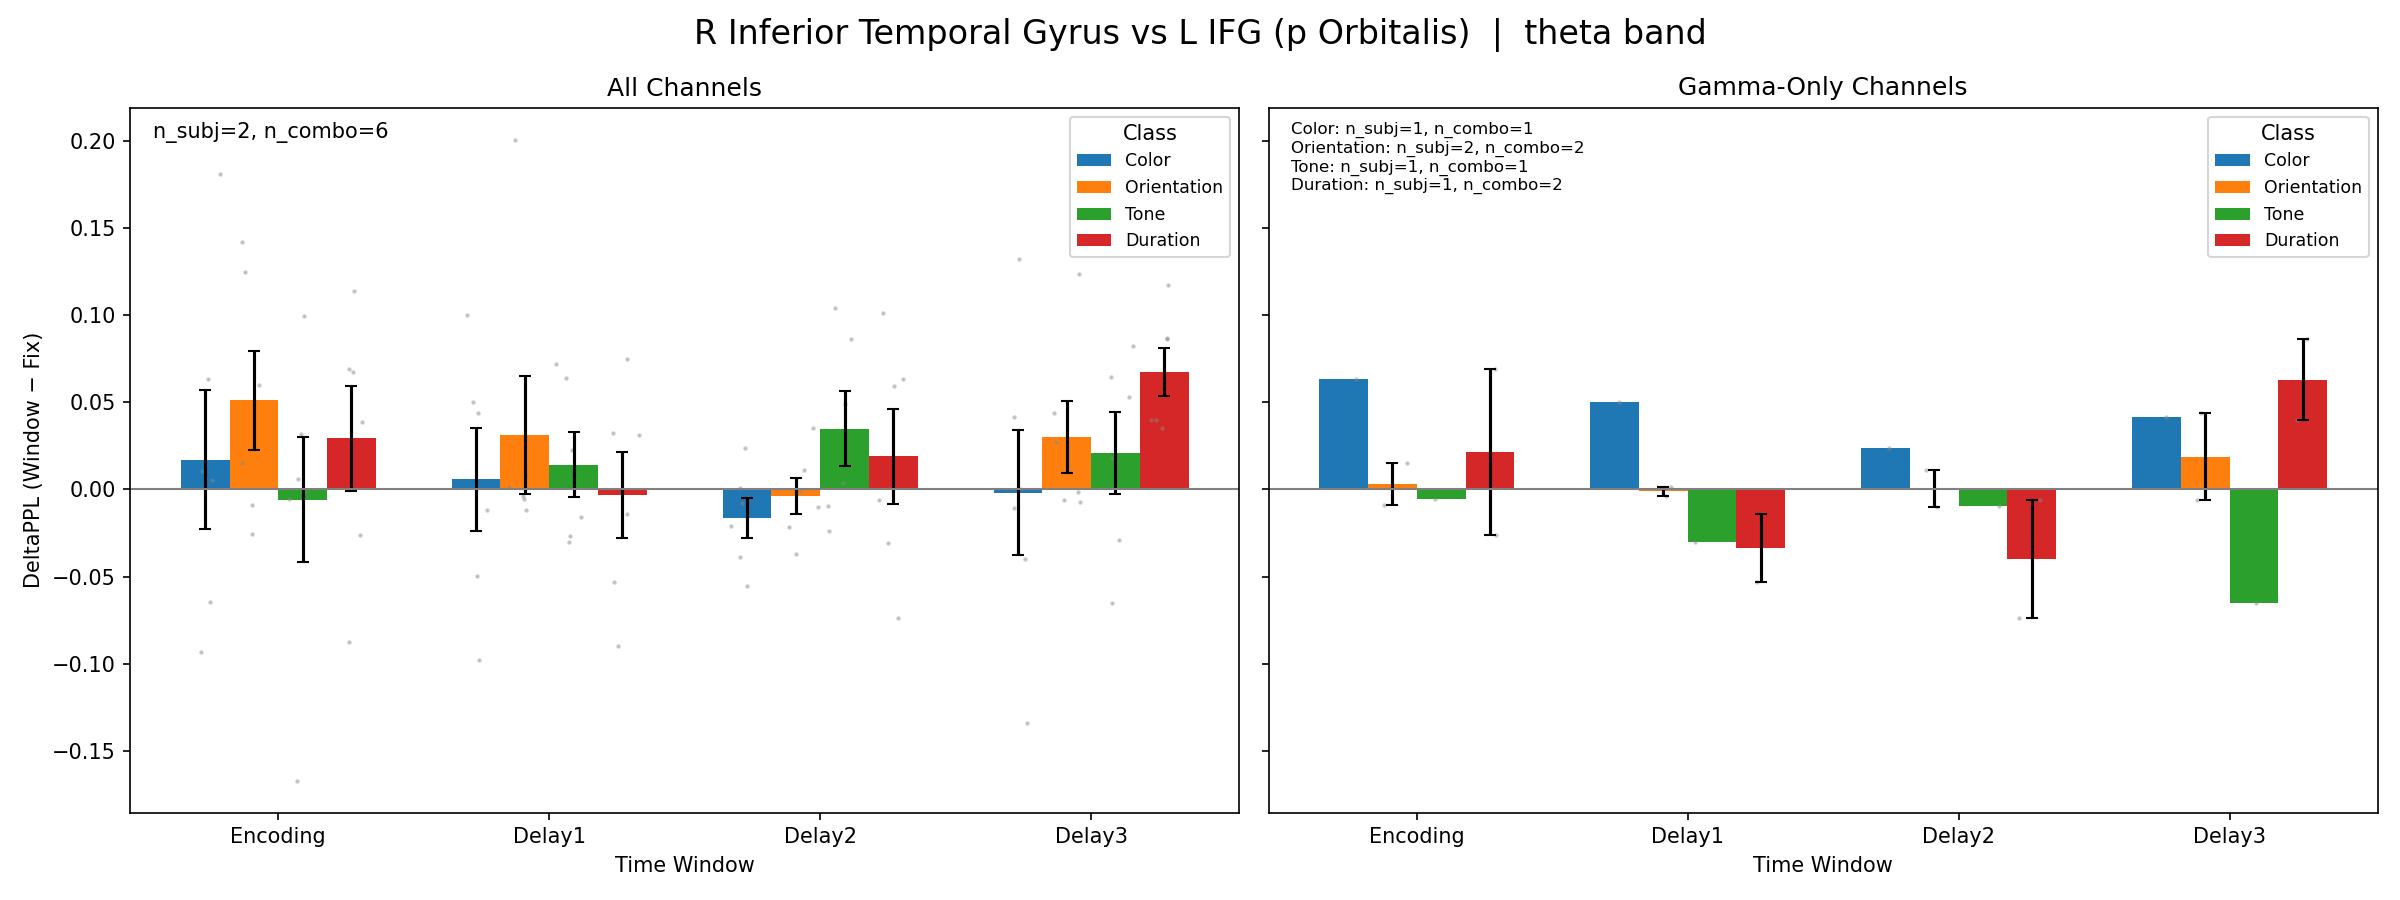 R Inferior Temporal Gyrus vs L IFG (p Orbitalis)  |  theta band
All Channels
n_subj=2, n_combo=6
Class
Color
Orientation
Tone
Duration
0.20
0.15
0.10
0.05
0.00
−0.05
−0.10
−0.15
DeltaPPL (Window − Fix)
Encoding
Delay1
Delay2
Delay3
Time Window
Gamma-Only Channels
Color: n_subj=1, n_combo=1
Orientation: n_subj=2, n_combo=2
Tone: n_subj=1, n_combo=1
Duration: n_subj=1, n_combo=2
Class
Color
Orientation
Tone
Duration
Encoding
Delay1
Delay2
Delay3
Time Window